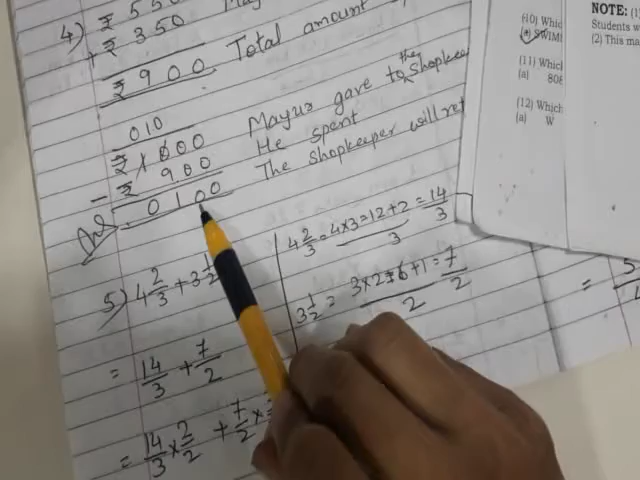 4) ₹ 550
+ ₹ 350
₹ 900 Total amount
010
₹ 1000 Mayur gave to the shopkee
- ₹ 900 He spent
Ans 0100 The shopkeeper will ret
5) 4 2/3 + 3 1/2
= 14/3 + 7/2
= 14/3 × 2/2 + 7/2 ×
4 2/3 = 4×3=12+2/3 = 14/3
3 1/2 = 3×2=6+1/2 = 7/2
= 5
NOTE: (1)
Students w
(2) This ma
(10) Whic
(a) SWIM
(11) Which
(a) 808
(12) Which
(a) W